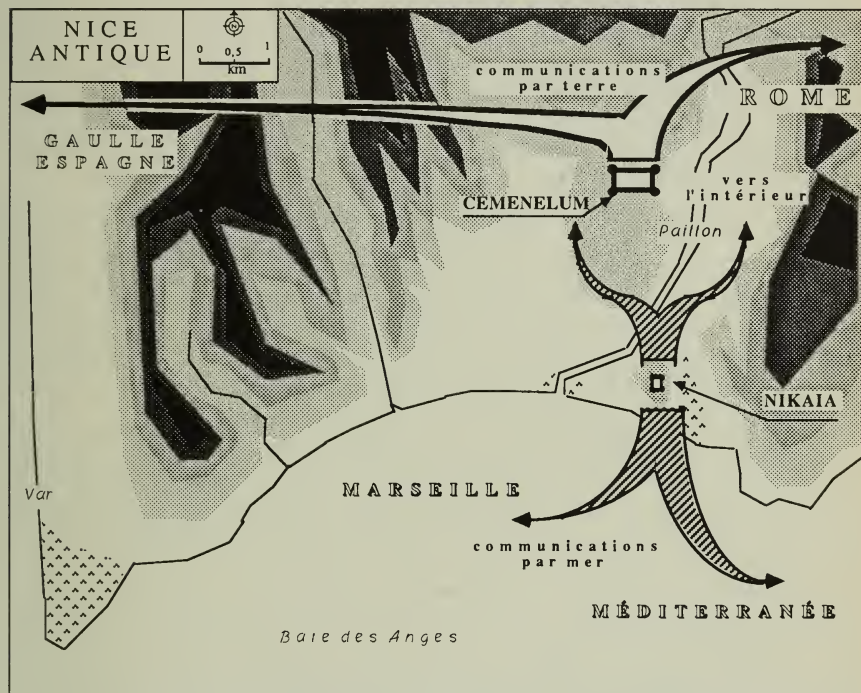 NICE
ANTIQUE
0 0,5 1
km
communications
par terre
ROME
GAULLE
ESPAGNE
vers
l'intérieur
CEMENELUM
Paillon
NIKAIA
MARSEILLE
Var
communications
par mer
MÉDITERRANÉE
Baie des Anges